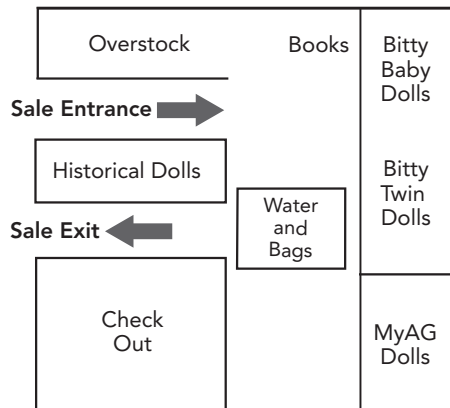 Overstock
Books
Bitty
Baby
Dolls
Sale Entrance
Historical Dolls
Bitty
Twin
Dolls
Water
and
Bags
Sale Exit
Check
Out
MyAG
Dolls